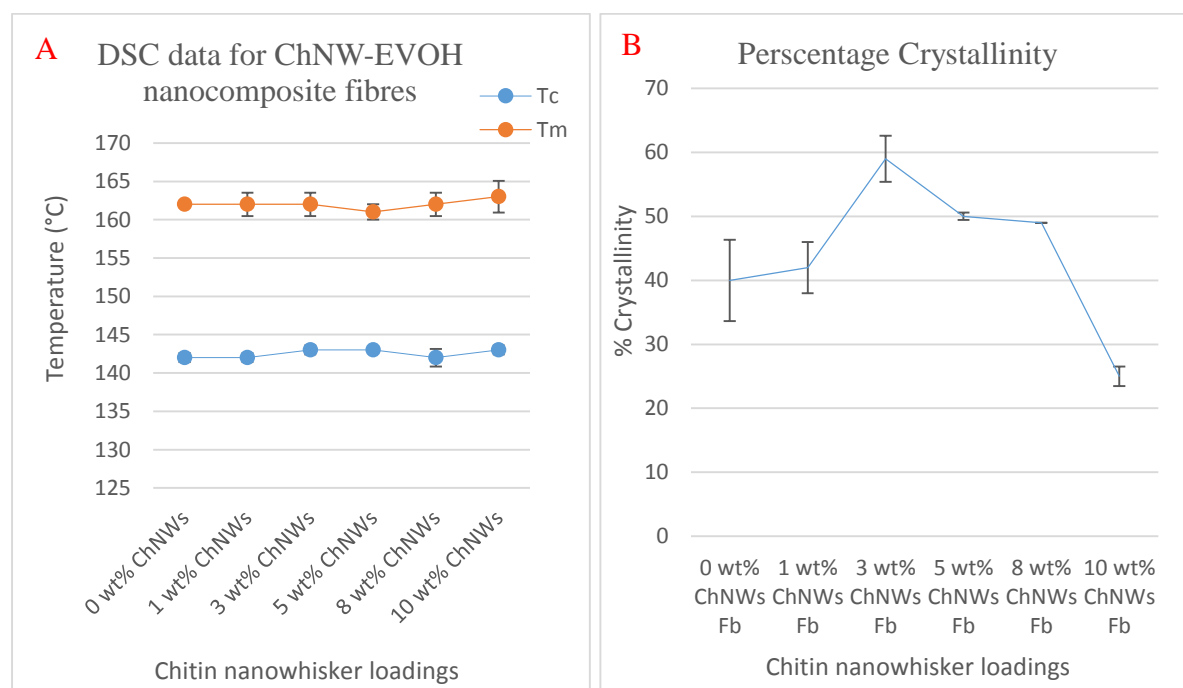 A
DSC data for ChNW-EVOH
nanocomposite fibres
Tc
Tm
Temperature (°C)
170
165
160
155
150
145
140
135
130
125
0 wt% ChNWs
1 wt% ChNWs
3 wt% ChNWs
5 wt% ChNWs
8 wt% ChNWs
10 wt% ChNWs
Chitin nanowhisker loadings
B
Perscentage Crystallinity
% Crystallinity
70
60
50
40
30
20
10
0
0 wt% 1 wt% 3 wt% 5 wt% 8 wt% 10 wt%
ChNWs ChNWs ChNWs ChNWs ChNWs ChNWs
Fb Fb Fb Fb Fb Fb
Chitin nanowhisker loadings